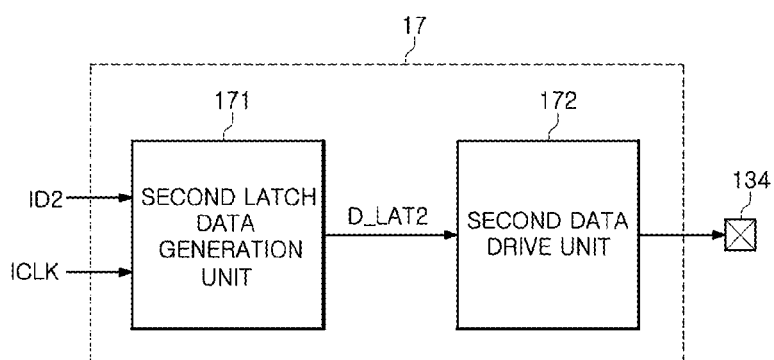 17
171
172
134
ID2
ICLK
SECOND LATCH
DATA
GENERATION
UNIT
D_LAT2
SECOND DATA
DRIVE UNIT